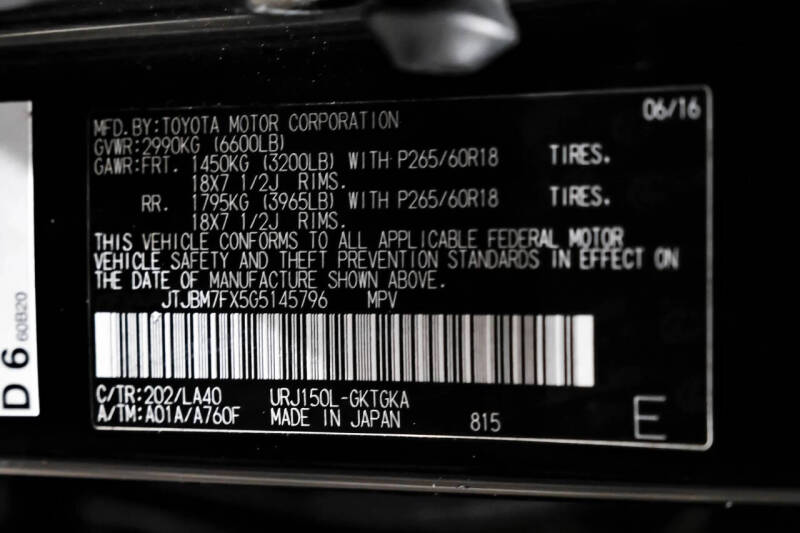 06/16
MFD. BY: TOYOTA MOTOR CORPORATION
GVWR: 2990KG (6600LB)
GAWR: FRT. 1450KG (3200LB) WITH P265/60R18 TIRES.
18X7 1/2J RIMS.
RR. 1795KG (3965LB) WITH P265/60R18 TIRES.
18X7 1/2J RIMS.
THIS VEHICLE CONFORMS TO ALL APPLICABLE FEDERAL MOTOR
VEHICLE SAFETY AND THEFT PREVENTION STANDARDS IN EFFECT ON
THE DATE OF MANUFACTURE SHOWN ABOVE.
JTJBM7FX5G5145796 MPV
C/TR: 202/LA40 URJ150L-GKTGKA
A/TM: A01A/A760F MADE IN JAPAN 815 E
D 6 60B20